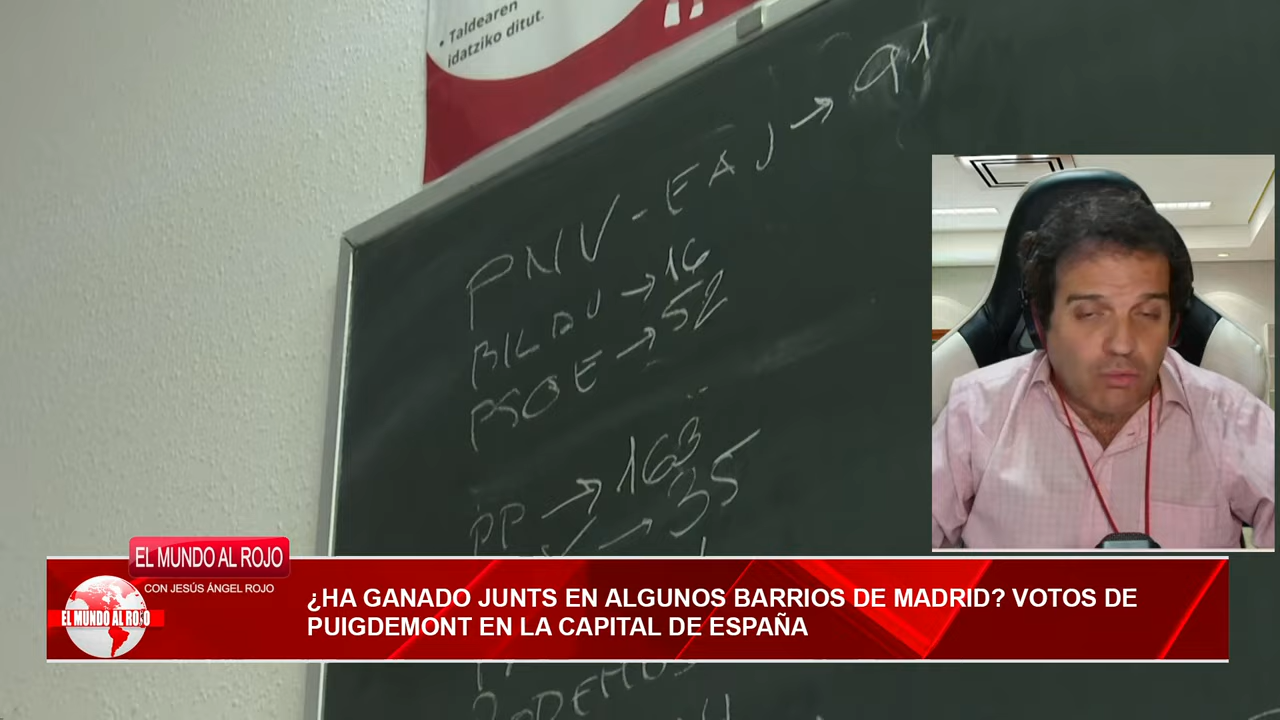 • Taldearen
idatziko ditut.
PNV-EAJ → 91
BILDU → 16
PSOE → 52
PP → 163
→ 35
PODEMOS
EL MUNDO AL ROJO
CON JESÚS ÁNGEL ROJO
EL MUNDO AL ROJO
¿HA GANADO JUNTS EN ALGUNOS BARRIOS DE MADRID? VOTOS DE
PUIGDEMONT EN LA CAPITAL DE ESPAÑA